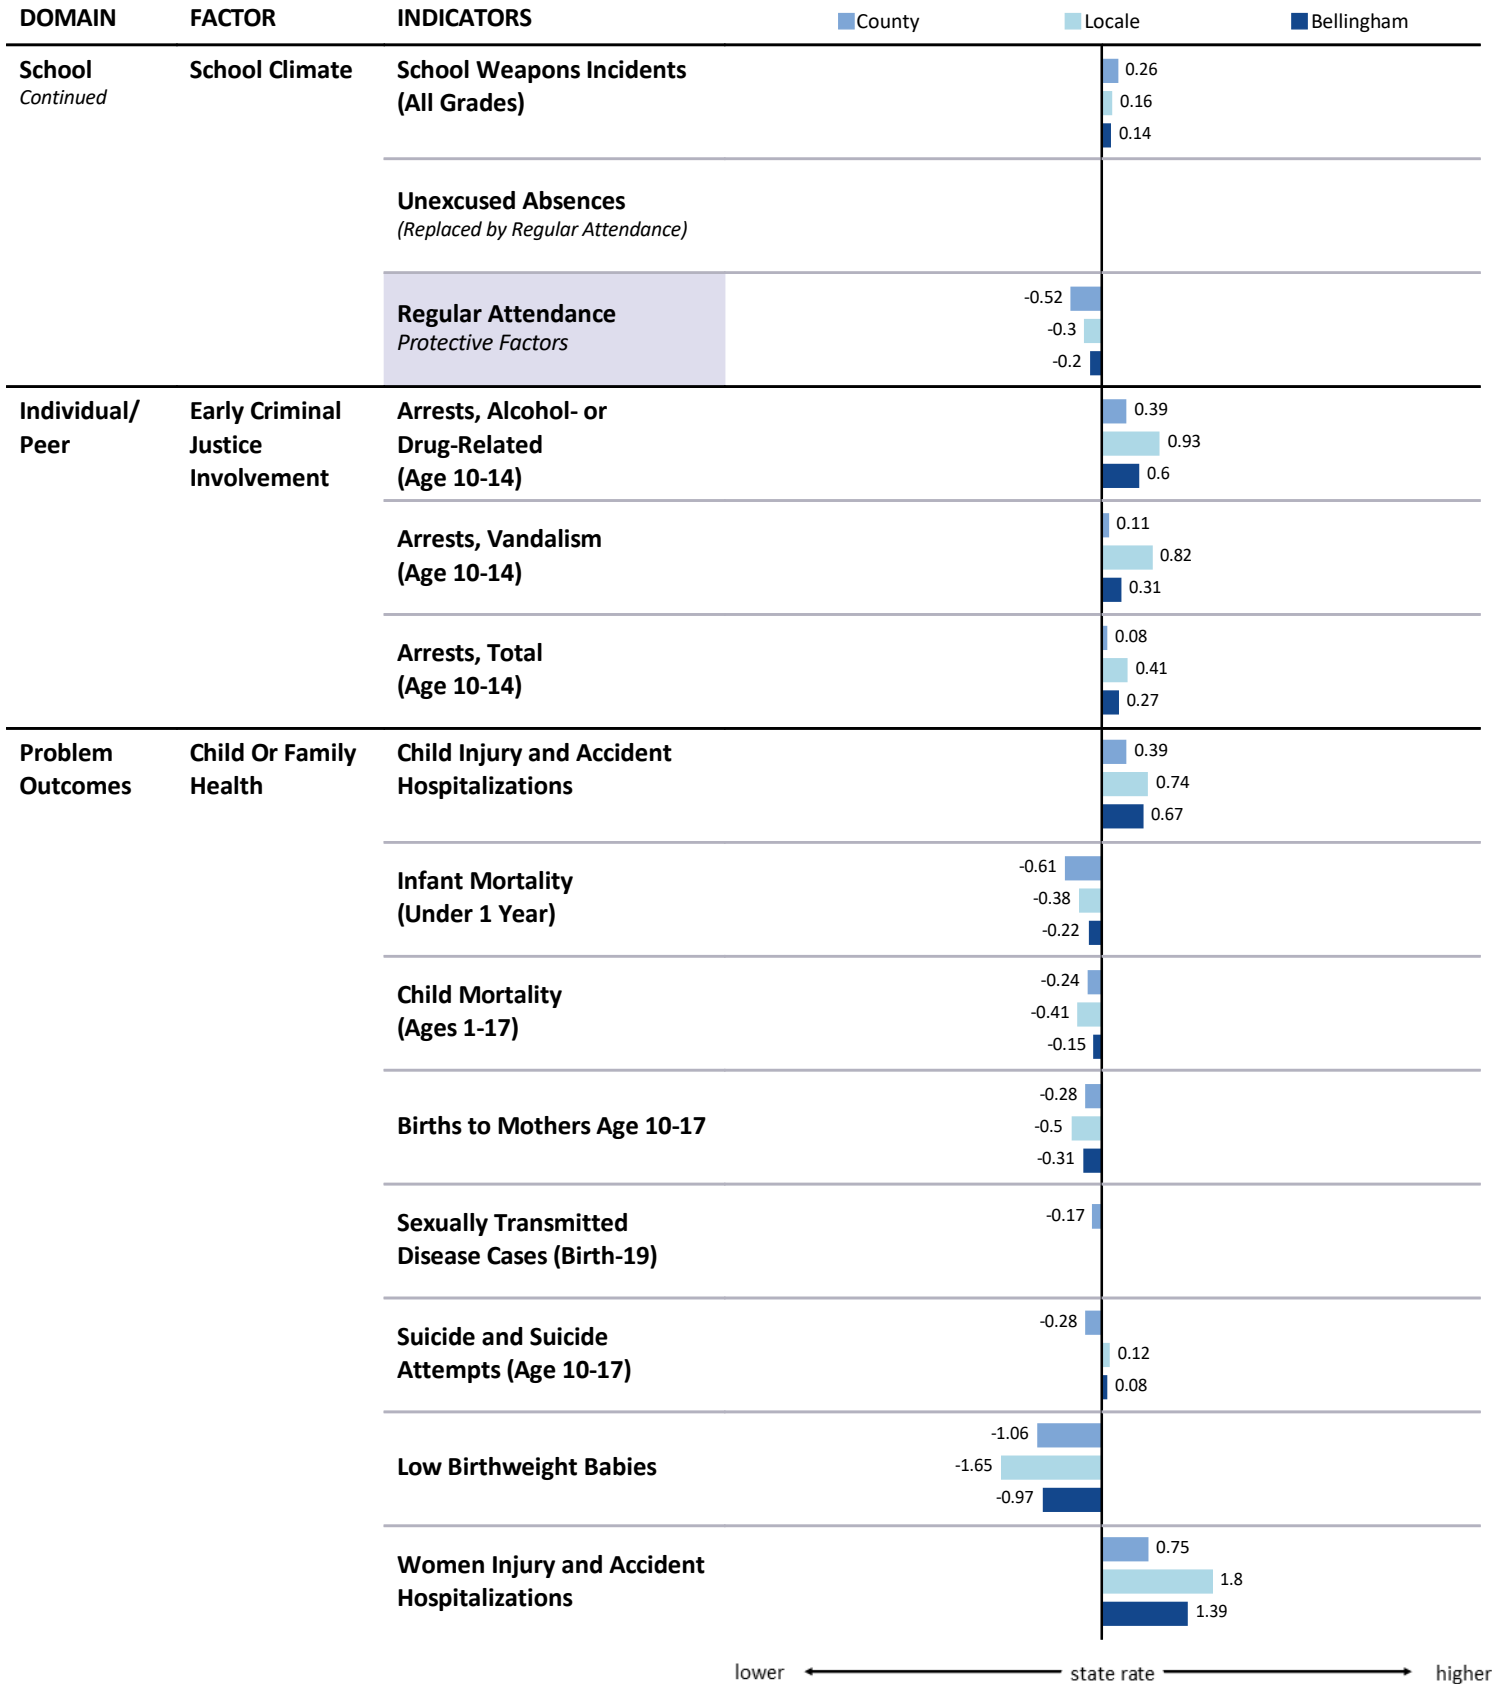 DOMAIN FACTOR INDICATORS County Locale Bellingham
School School Climate School Weapons Incidents
Continued (All Grades)
0.26
0.16
0.14
Unexcused Absences
(Replaced by Regular Attendance)
Regular Attendance
Protective Factors
-0.52
-0.3
-0.2
Individual/ Early Criminal Arrests, Alcohol- or
Peer Justice Drug-Related
Involvement (Age 10-14)
0.39
0.93
0.6
Arrests, Vandalism
(Age 10-14)
0.11
0.82
0.31
Arrests, Total
(Age 10-14)
0.08
0.41
0.27
Problem Child Or Family Child Injury and Accident
Outcomes Health Hospitalizations
0.39
0.74
0.67
Infant Mortality
(Under 1 Year)
-0.61
-0.38
-0.22
Child Mortality
(Ages 1-17)
-0.24
-0.41
-0.15
Births to Mothers Age 10-17
-0.28
-0.5
-0.31
Sexually Transmitted
Disease Cases (Birth-19)
-0.17
Suicide and Suicide
Attempts (Age 10-17)
-0.28
0.12
0.08
Low Birthweight Babies
-1.06
-1.65
-0.97
Women Injury and Accident
Hospitalizations
0.75
1.8
1.39
lower state rate higher